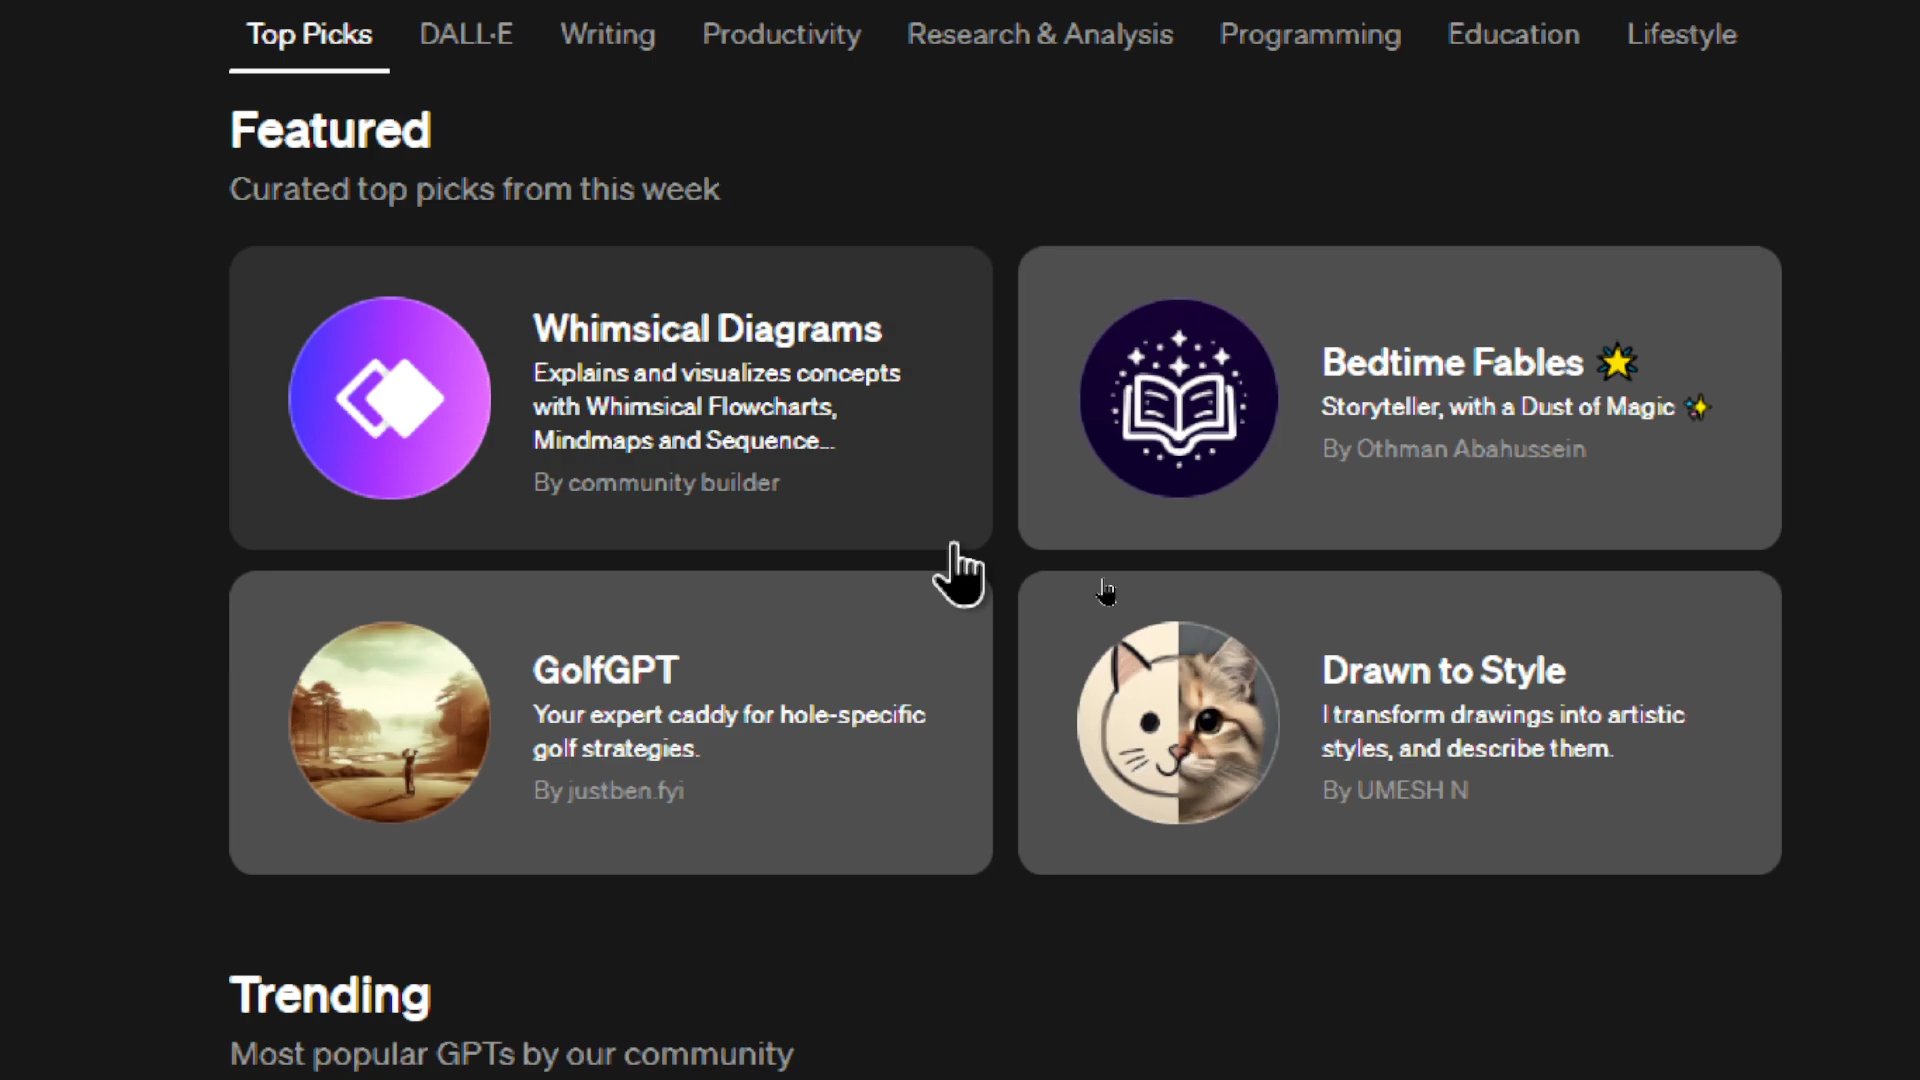 Top Picks DALL·E Writing Productivity Research & Analysis Programming Education Lifestyle
Featured
Curated top picks from this week
Whimsical Diagrams
Explains and visualizes concepts
with Whimsical Flowcharts,
Mindmaps and Sequence...
By community builder
Bedtime Fables 🌟
Storyteller, with a Dust of Magic ✨
By Othman Abahussein
GolfGPT
Your expert caddy for hole-specific
golf strategies.
By justben.fyi
Drawn to Style
I transform drawings into artistic
styles, and describe them.
By UMESH N
Trending
Most popular GPTs by our community